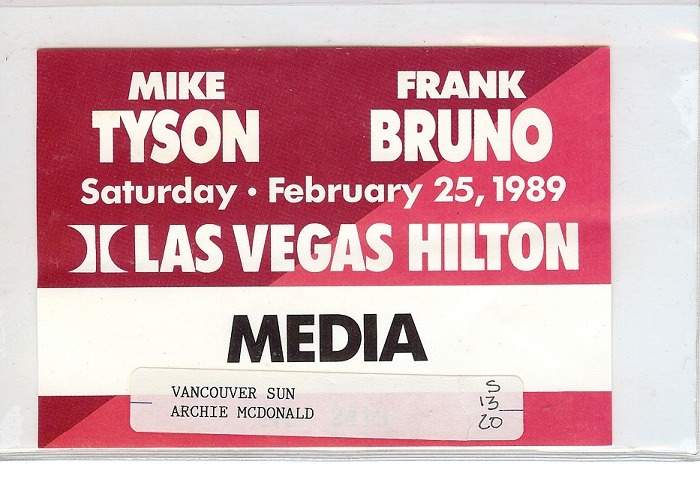 MIKE FRANK
TYSON BRUNO
Saturday · February 25, 1989
LAS VEGAS HILTON
MEDIA
VANCOUVER SUN
ARCHIE MCDONALD
S
13
20